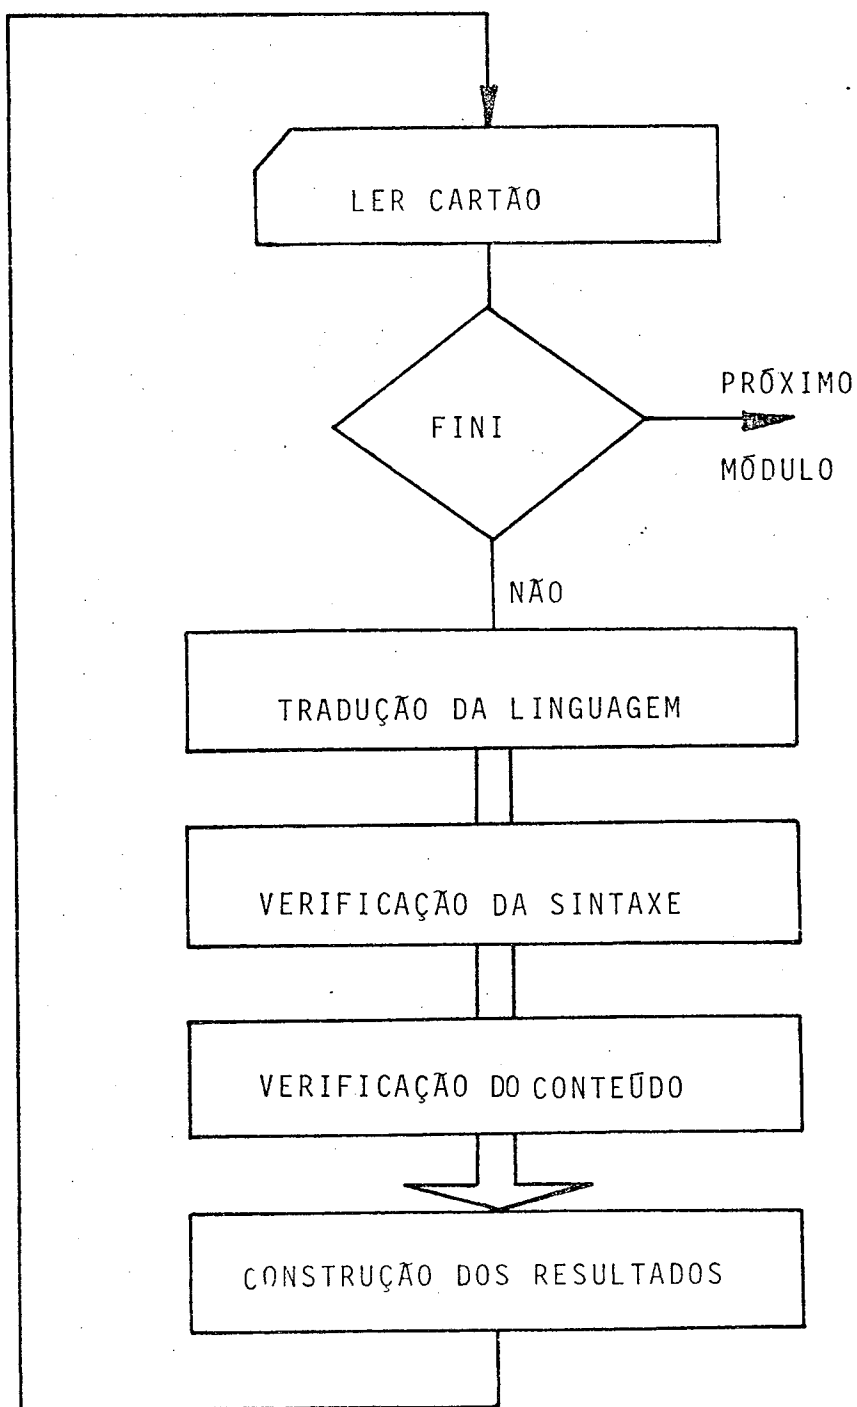 LER CARTÃO
FINI
PRÓXIMO
MÓDULO
NÃO
TRADUÇÃO DA LINGUAGEM
VERIFICAÇÃO DA SINTAXE
VERIFICAÇÃO DO CONTEÚDO
CONSTRUÇÃO DOS RESULTADOS